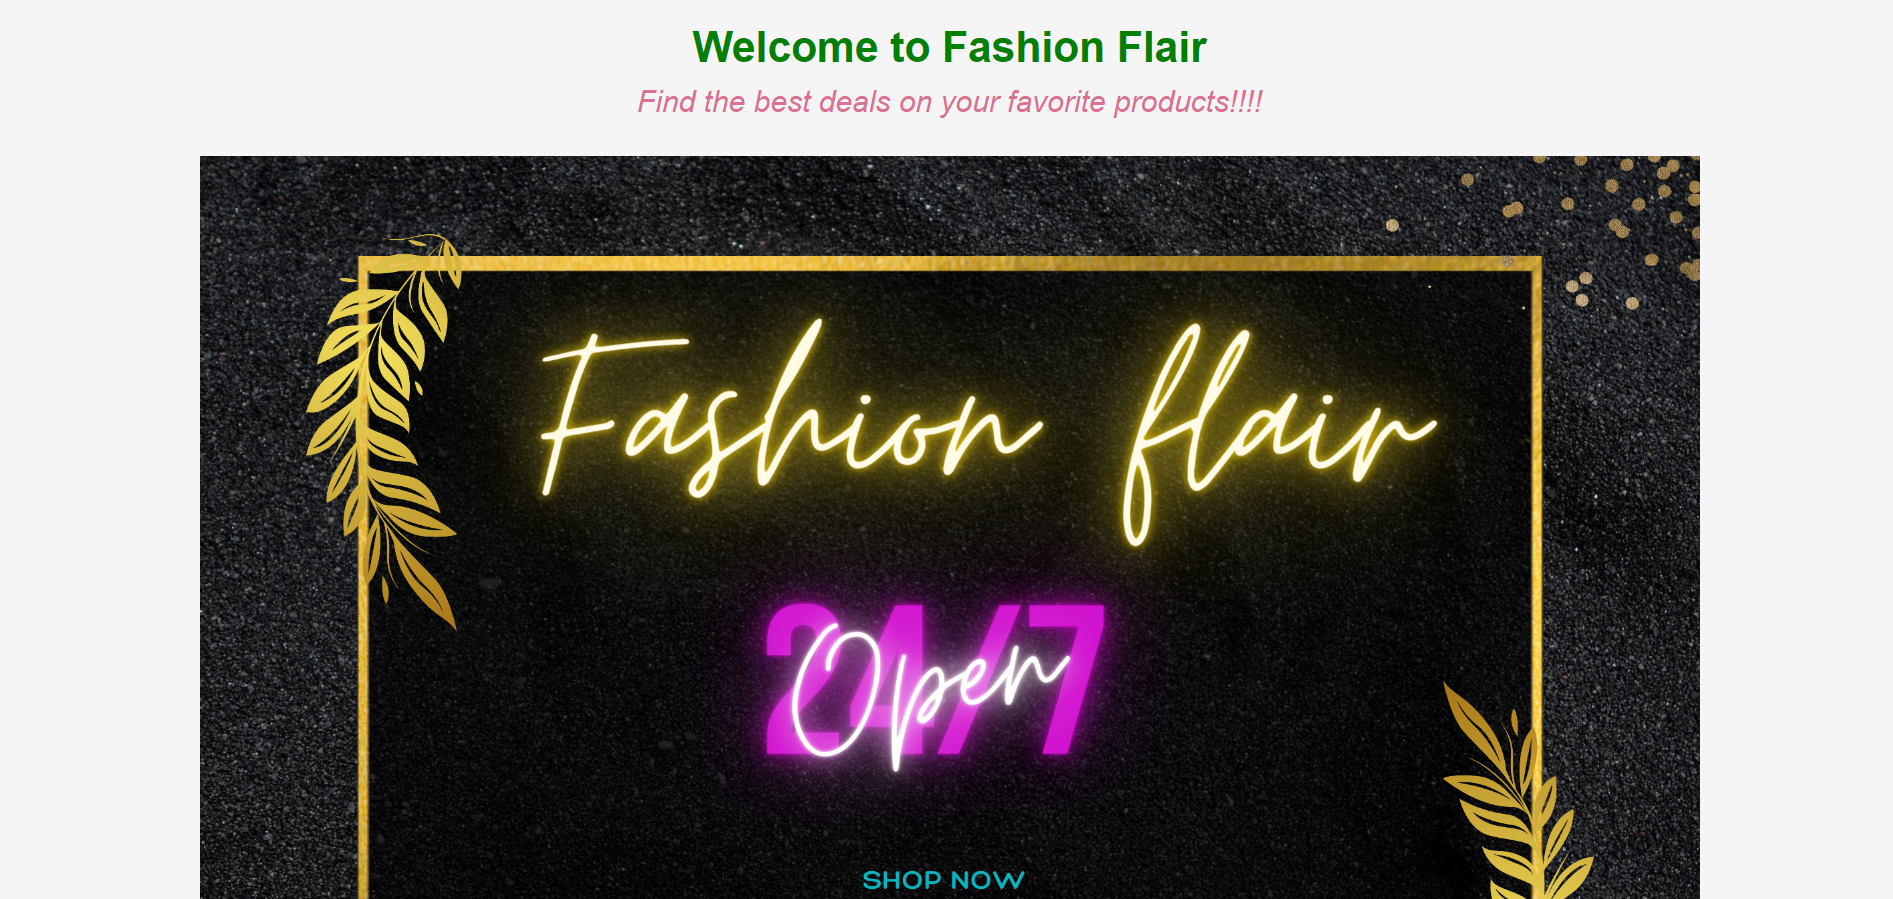 Welcome to Fashion Flair
Find the best deals on your favorite products!!!!
Fashion flair
24/7
Open
SHOP NOW